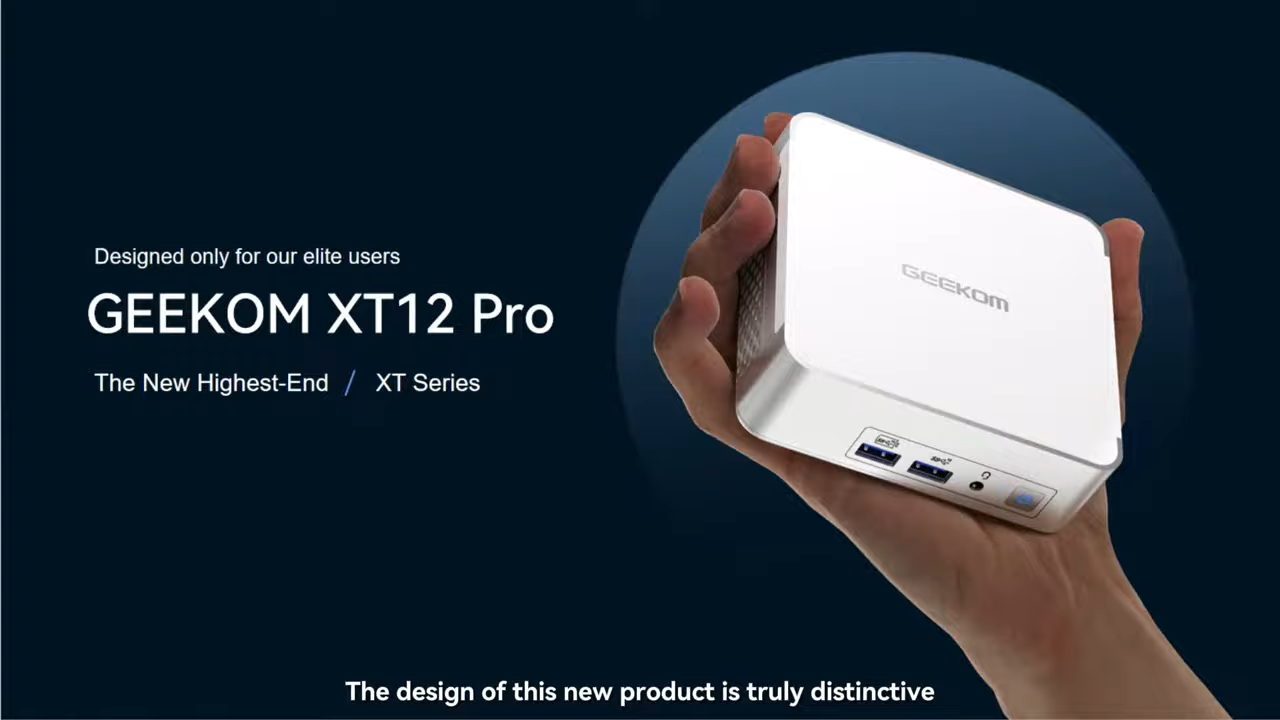 Designed only for our elite users
GEEKOM XT12 Pro
The New Highest-End / XT Series
GEEKOM
The design of this new product is truly distinctive